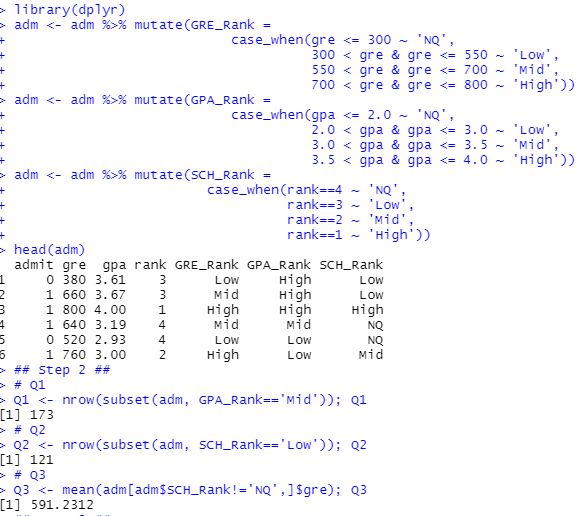 > library(dplyr)
> adm <- adm %>% mutate(GRE_Rank =
+                         case_when(gre <= 300 ~ 'NQ',
+                                   300 < gre & gre <= 550 ~ 'Low',
+                                   550 < gre & gre <= 700 ~ 'Mid',
+                                   700 < gre & gre <= 800 ~ 'High'))
> adm <- adm %>% mutate(GPA_Rank =
+                         case_when(gpa <= 2.0 ~ 'NQ',
+                                   2.0 < gpa & gpa <= 3.0 ~ 'Low',
+                                   3.0 < gpa & gpa <= 3.5 ~ 'Mid',
+                                   3.5 < gpa & gpa <= 4.0 ~ 'High'))
> adm <- adm %>% mutate(SCH_Rank =
+                      case_when(rank==4 ~ 'NQ',
+                                rank==3 ~ 'Low',
+                                rank==2 ~ 'Mid',
+                                rank==1 ~ 'High'))
> head(adm)
  admit gre  gpa rank GRE_Rank GPA_Rank SCH_Rank
1     0 380 3.61    3      Low     High      Low
2     1 660 3.67    3      Mid     High      Low
3     1 800 4.00    1     High     High     High
4     1 640 3.19    4      Mid      Mid       NQ
5     0 520 2.93    4      Low      Low       NQ
6     1 760 3.00    2     High      Low      Mid
> ## Step 2 ##
> # Q1
> Q1 <- nrow(subset(adm, GPA_Rank=='Mid')); Q1
[1] 173
> # Q2
> Q2 <- nrow(subset(adm, SCH_Rank=='Low')); Q2
[1] 121
> # Q3
> Q3 <- mean(adm[adm$SCH_Rank!='NQ',]$gre); Q3
[1] 591.2312